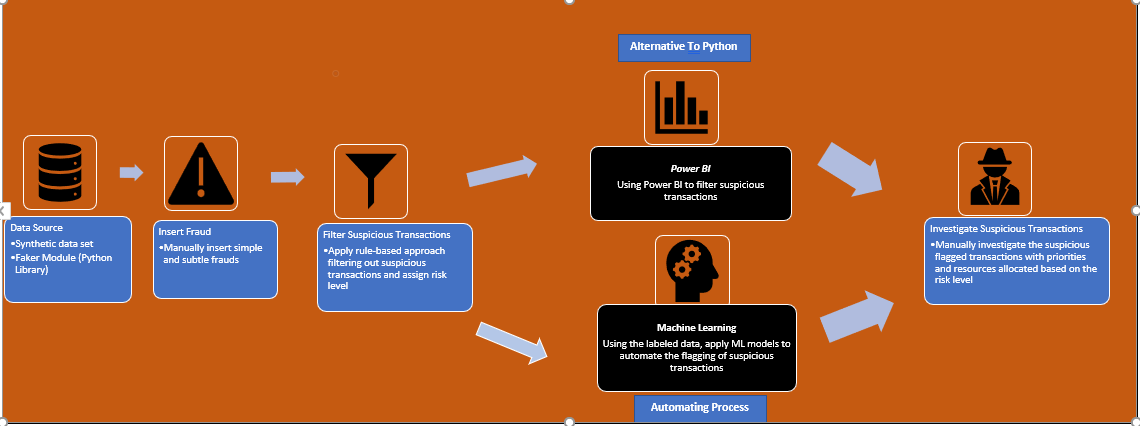 Data Source
•Synthetic data set
•Faker Module (Python
Library)
Insert Fraud
•Manually insert simple
and subtle frauds
Filter Suspicious Transactions
•Apply rule-based approach
filtering out suspicious
transactions and assign risk
level
Alternative To Python
Power BI
Using Power BI to filter suspicious
transactions
Machine Learning
Using the labeled data, apply ML models to
automate the flagging of suspicious
transactions
Automating Process
Investigate Suspicious Transactions
•Manually investigate the suspicious
flagged transactions with priorities
and resources allocated based on the
risk level